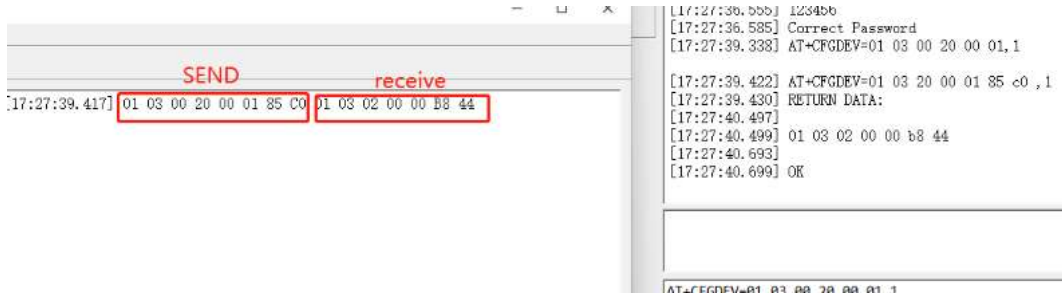 SEND
receive
[17:27:39.417] 01 03 00 20 00 01 85 C0 01 03 02 00 00 B8 44
[17:27:36.555] 123456
[17:27:36.585] Correct Password
[17:27:39.338] AT+CFGDEV=01 03 00 20 00 01,1
[17:27:39.422] AT+CFGDEV=01 03 20 00 01 85 c0 ,1
[17:27:39.430] RETURN DATA:
[17:27:40.497]
[17:27:40.499] 01 03 02 00 00 b8 44
[17:27:40.693]
[17:27:40.699] OK
AT+CFGDEV=01 03 00 20 00 01,1